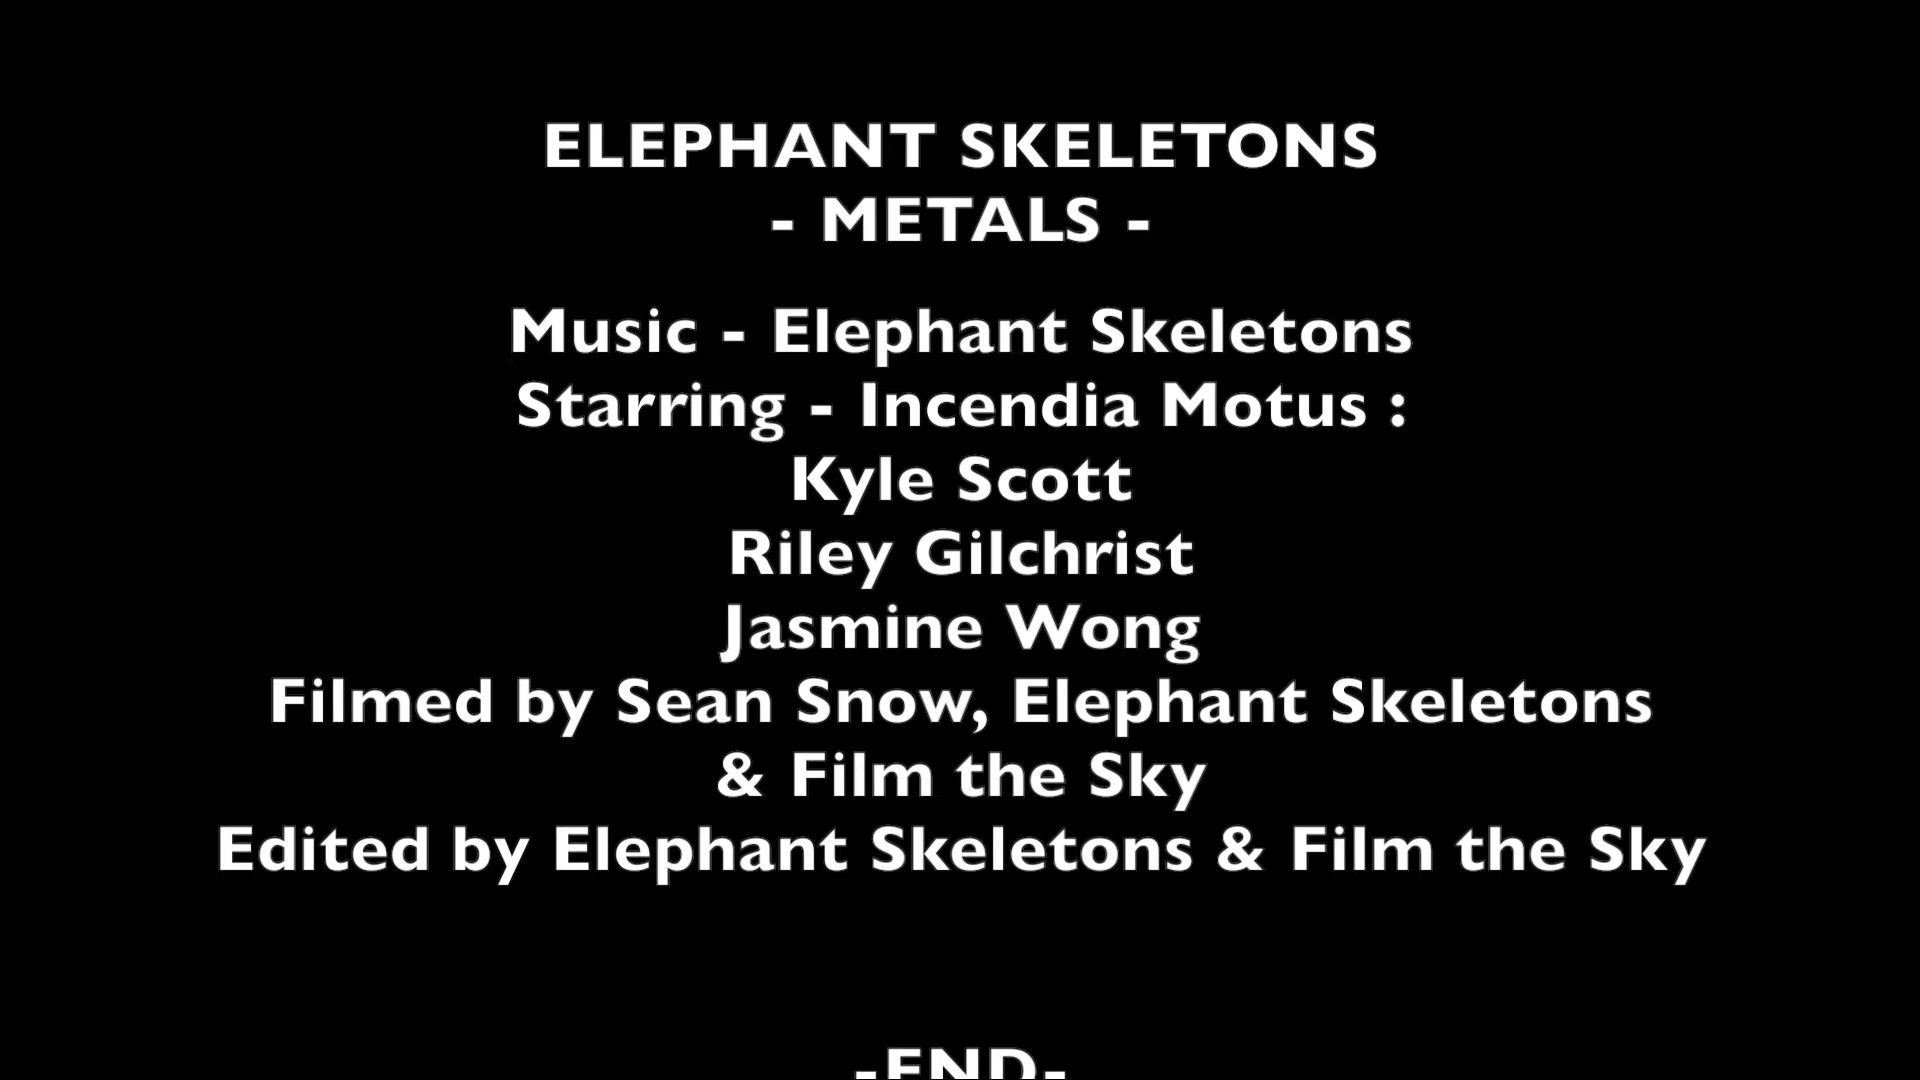 ELEPHANT SKELETONS
- METALS -
Music - Elephant Skeletons
Starring - Incendia Motus :
Kyle Scott
Riley Gilchrist
Jasmine Wong
Filmed by Sean Snow, Elephant Skeletons
& Film the Sky
Edited by Elephant Skeletons & Film the Sky
-END-